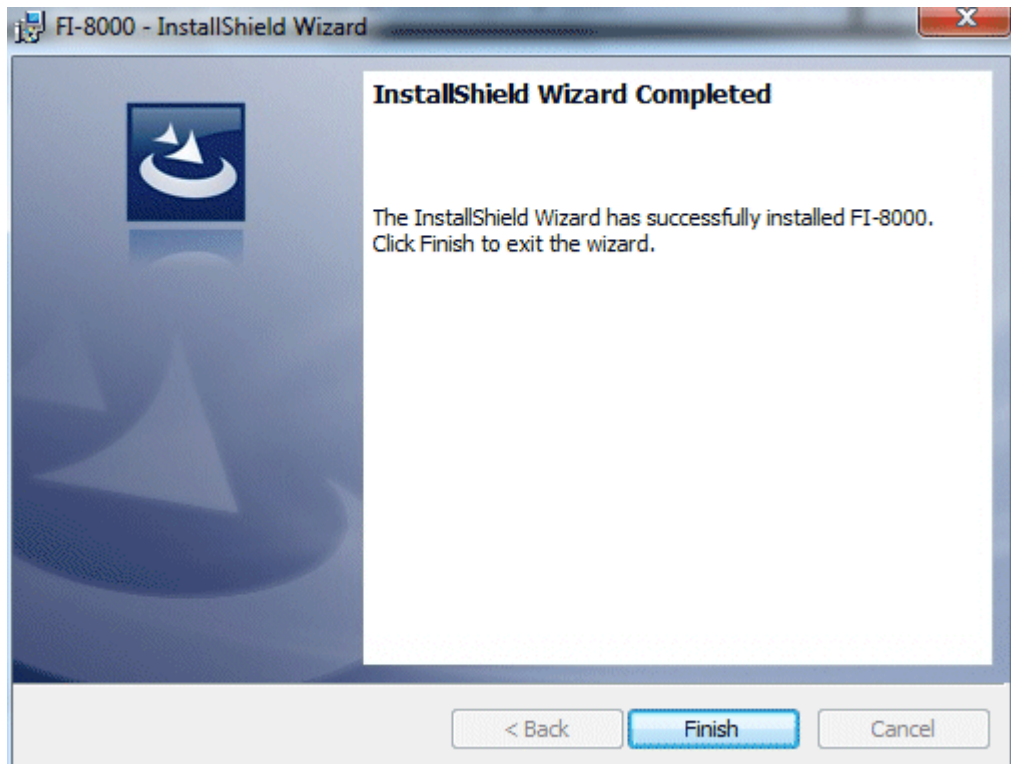 FI-8000 - InstallShield Wizard
InstallShield Wizard Completed
The InstallShield Wizard has successfully installed FI-8000.
Click Finish to exit the wizard.
< Back
Finish
Cancel